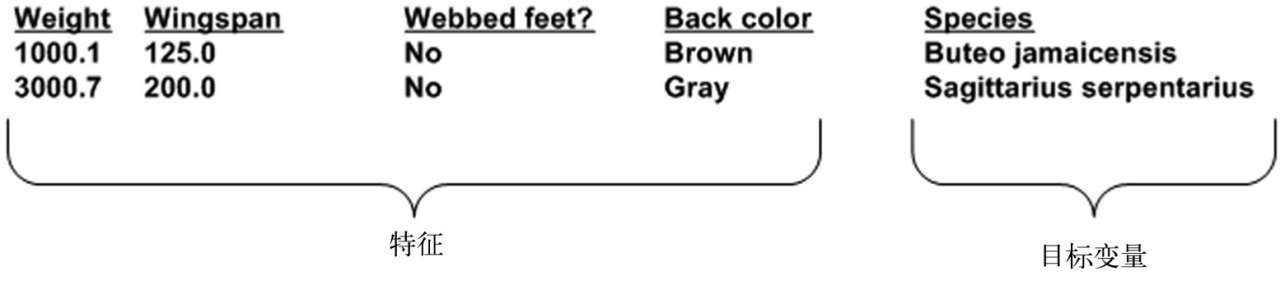 Weight Wingspan Webbed feet? Back color Species
1000.1 125.0 No Brown Buteo jamaicensis
3000.7 200.0 No Gray Sagittarius serpentarius
特征
目标变量